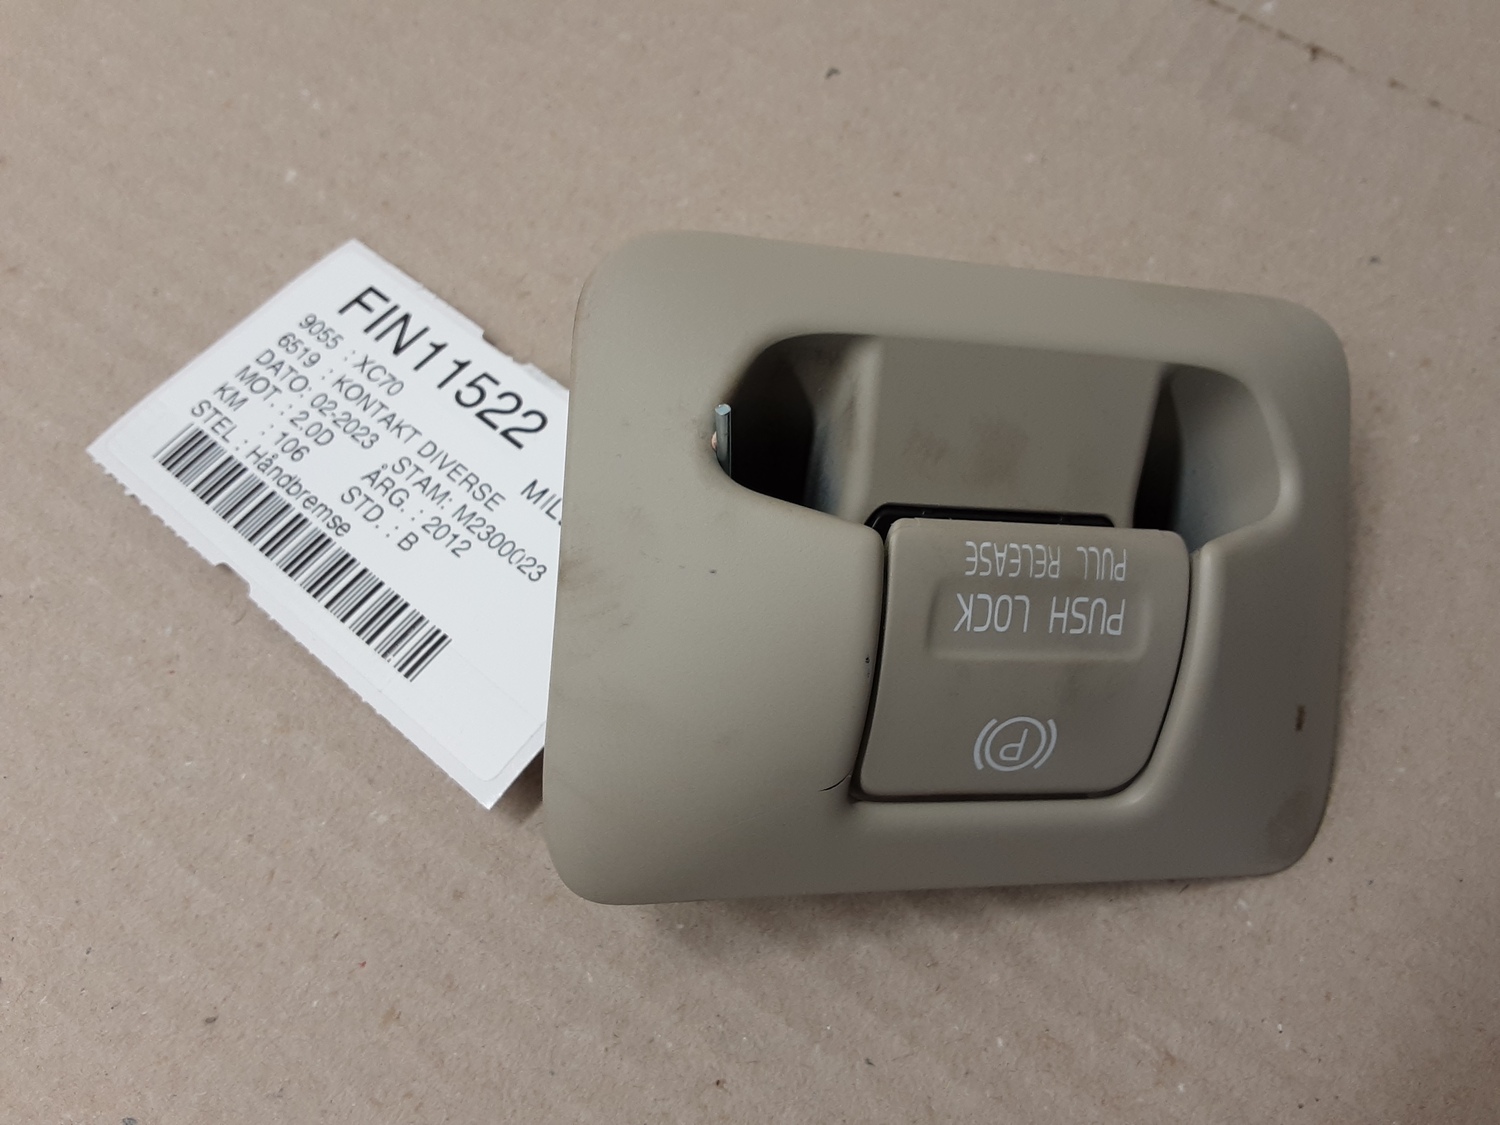 FIN11522
9055 : XC70
6519 : KONTAKT DIVERSE
DATO: 02-2023 STAM: M2300023
MOT. : 2.0D ÅRG. : 2012
KM : 106 STD. : B
STEL . Håndbremse
PUSH LOCK
PULL RELEASE
(P)